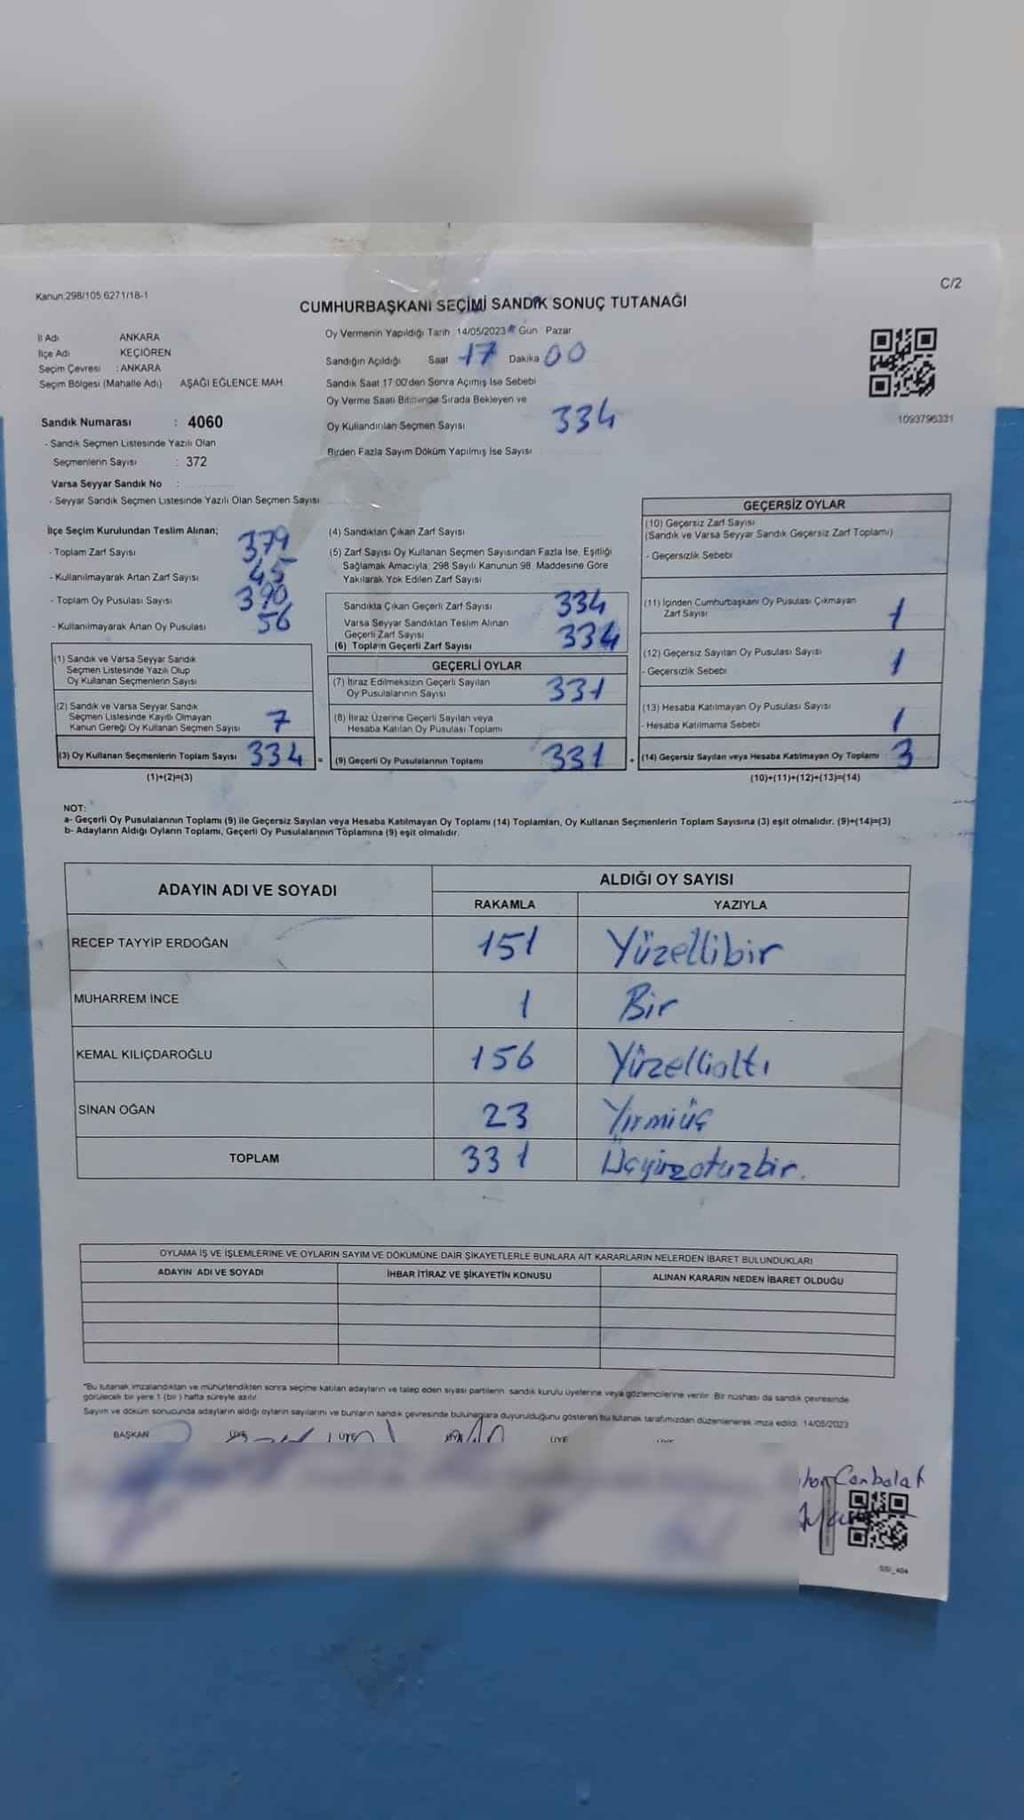 Kanun:298/105,6271/18-1
C/2
CUMHURBAŞKANI SEÇİMİ SANDIK SONUÇ TUTANAĞI
İl Adı ANKARA
İlçe Adı KEÇİÖREN
Seçim Çevresi : ANKARA
Seçim Bölgesi (Mahalle Adı) AŞAĞI EĞLENCE MAH
Sandık Numarası : 4060
- Sandık Seçmen Listesinde Yazılı Olan
Seçmenlerin Sayısı : 372
Varsa Seyyar Sandık No :
- Seyyar Sandık Seçmen Listesinde Yazılı Olan Seçmen Sayısı
Oy Vermenin Yapıldığı Tarih 14/05/2023 Gün Pazar
Sandığın Açıldığı Saat 17 Dakika 00
Sandık Saat 17:00'den Sonra Açımış İse Sebebi
Oy Verme Saati Bitiminde Sırada Bekleyen ve
Oy Kullandırılan Seçmen Sayısı 334
Birden Fazla Sayım Döküm Yapılmış İse Sayısı
1093796331
İlçe Seçim Kurulundan Teslim Alınan;
- Toplam Zarf Sayısı 379
- Kullanılmayarak Artan Zarf Sayısı 45
- Toplam Oy Pusulası Sayısı 390
- Kullanılmayarak Artan Oy Pusulası 56
(1) Sandık ve Varsa Seyyar Sandık
Seçmen Listesinde Yazılı Olup
Oy Kullanan Seçmenlerin Sayısı
(2) Sandık ve Varsa Seyyar Sandık
Seçmen Listesinde Kayıtlı Olmayan
Kanun Gereği Oy Kullanan Seçmen Sayısı 7
(3) Oy Kullanan Seçmenlerin Toplam Sayısı 334 =
(1)+(2)=(3)
(4) Sandıktan Çıkan Zarf Sayısı
(5) Zarf Sayısı Oy Kullanan Seçmen Sayısından Fazla İse, Eşitliği
Sağlamak Amacıyla, 298 Sayılı Kanunun 98. Maddesine Göre
Yakılarak Yok Edilen Zarf Sayısı
Sandıkta Çıkan Geçerli Zarf Sayısı 334
Varsa Seyyar Sandıktan Teslim Alınan
Geçerli Zarf Sayısı
(6) Toplam Geçerli Zarf Sayısı 334
GEÇERLİ OYLAR
(7) İtiraz Edilmeksizin Geçerli Sayılan
Oy Pusulalarının Sayısı 331
(8) İtiraz Üzerine Geçerli Sayılan veya
Hesaba Katılan Oy Pusulası Toplamı
(9) Geçerli Oy Pusulalarının Toplamı 331 +
GEÇERSİZ OYLAR
(10) Geçersiz Zarf Sayısı
(Sandık ve Varsa Seyyar Sandık Geçersiz Zarf Toplamı)
- Geçersizlik Sebebi
(11) İçinden Cumhurbaşkanı Oy Pusulası Çıkmayan
Zarf Sayısı 1
(12) Geçersiz Sayılan Oy Pusulası Sayısı
- Geçersizlik Sebebi 1
(13) Hesaba Katılmayan Oy Pusulası Sayısı
- Hesaba Katılmama Sebebi 1
(14) Geçersiz Sayılan veya Hesaba Katılmayan Oy Toplamı 3
(10)+(11)+(12)+(13)=(14)
NOT:
a- Geçerli Oy Pusulalarının Toplamı (9) ile Geçersiz Sayılan veya Hesaba Katılmayan Oy Toplamı (14) Toplamları, Oy Kullanan Seçmenlerin Toplam Sayısına (3) eşit olmalıdır. (9)+(14)=(3)
b- Adayların Aldığı Oyların Toplamı, Geçerli Oy Pusulalarının Toplamına (9) eşit olmalıdır.
ADAYIN ADI VE SOYADI
ALDIĞI OY SAYISI
RAKAMLA YAZIYLA
RECEP TAYYİP ERDOĞAN 151 Yüzellibir
MUHARREM İNCE 1 Bir
KEMAL KILIÇDAROĞLU 156 Yüzellialtı
SİNAN OĞAN 23 Yirmiüç
TOPLAM 331 Üçyüzotuzbir.
OYLAMA İŞ VE İŞLEMLERİNE VE OYLARIN SAYIM VE DÖKÜMÜNE DAİR ŞİKAYETLERLE BUNLARA AİT KARARLARIN NELERDEN İBARET BULUNDUKLARI
ADAYIN ADI VE SOYADI İHBAR İTİRAZ VE ŞİKAYETİN KONUSU ALINAN KARARIN NEDEN İBARET OLDUĞU
*Bu tutanak imzalandıktan ve mühürlendikten sonra seçime katılan adayların ve talep eden siyasi partilerin sandık kurulu üyelerine veya gözlemcilerine verilir. Bir nüshası da sandık çevresinde
görülecek bir yere 1 (bir) hafta süreyle asılır.
Sayım ve döküm sonucunda adayların aldığı oyların sayılarını ve bunların sandık çevresinde bulunanlara duyurulduğunu gösteren bu tutanak tarafımızdan düzenlenerek imza edildi. 14/05/2023
BAŞKAN ÜYE ÜYE ÜYE ÜYE
Canbolat